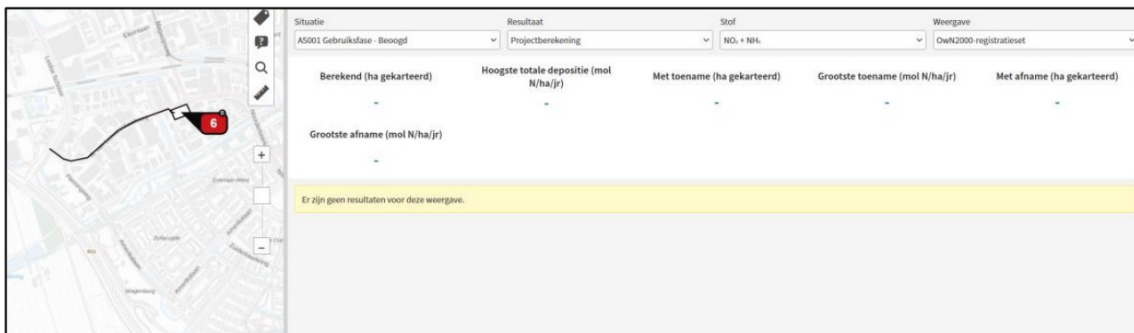 Situatie
Resultaat
Stof
Weergave
A5001 Gebruiksfase - Beoogd
Projectberekening
NOₓ + NH₃
OwN2000-registratieset
Berekend (ha gekarteerd)
Hoogste totale depositie (mol
N/ha/jr)
Met toename (ha gekarteerd)
Grootste toename (mol N/ha/jr)
Met afname (ha gekarteerd)
-
-
-
-
-
Grootste afname (mol N/ha/jr)
-
Er zijn geen resultaten voor deze weergave.
6
+
-